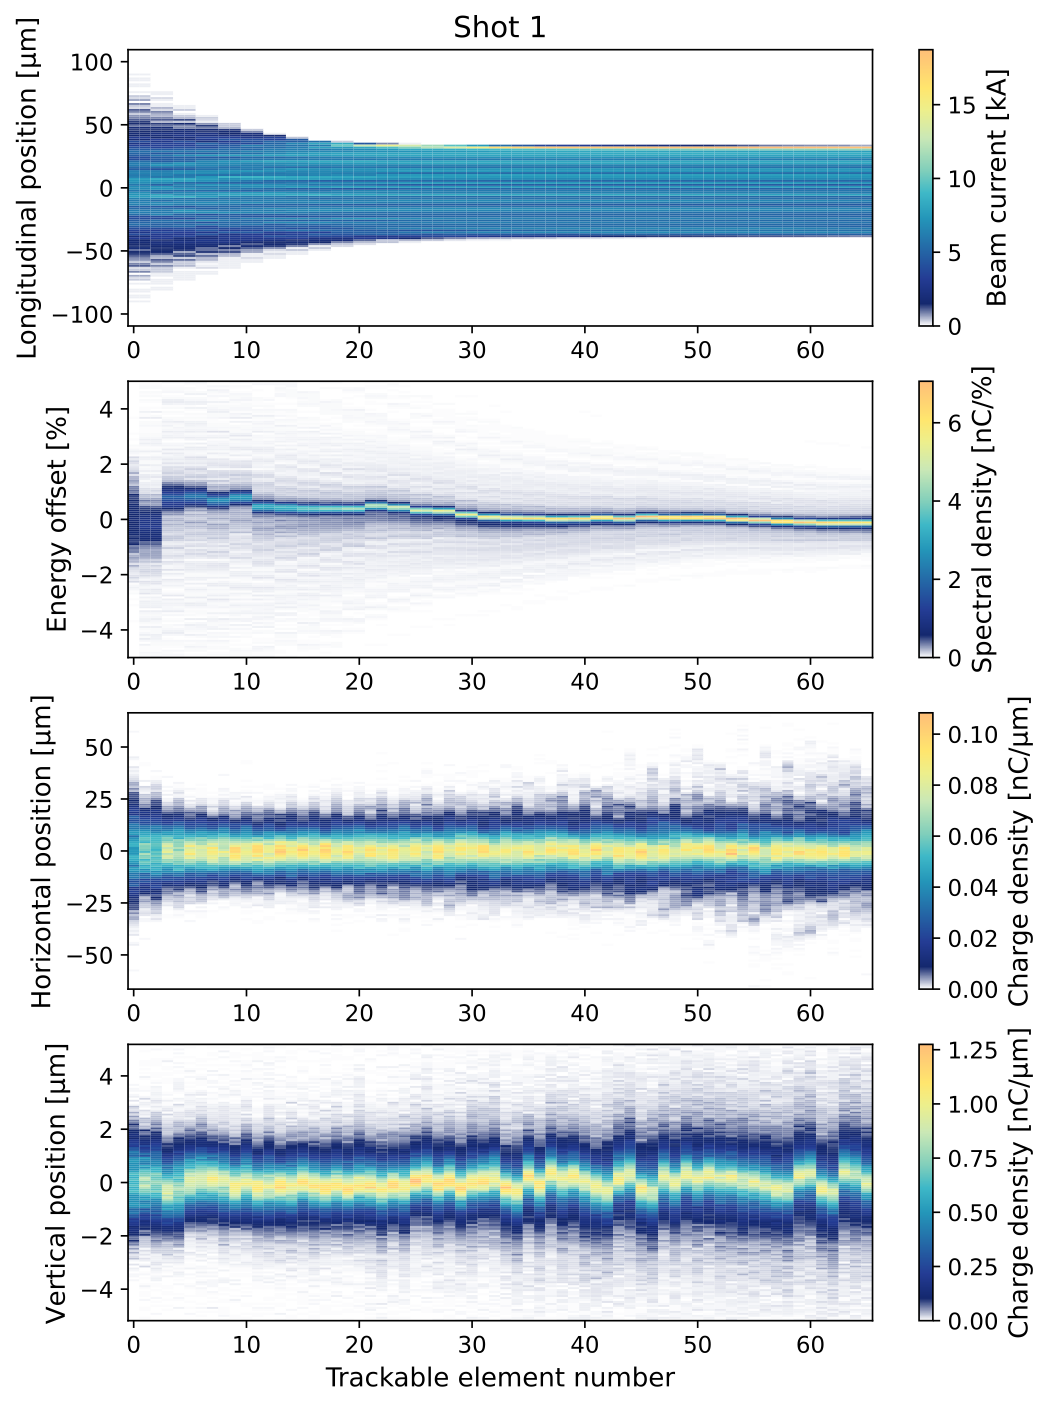 Shot 1
Longitudinal position [µm]
100
50
0
−50
−100
0 10 20 30 40 50 60
15
10
5
0
Beam current [kA]
Energy offset [%]
4
2
0
−2
−4
0 10 20 30 40 50 60
6
4
2
0
Spectral density [nC/%]
Horizontal position [µm]
50
25
0
−25
−50
0 10 20 30 40 50 60
0.10
0.08
0.06
0.04
0.02
0.00
Charge density [nC/µm]
Vertical position [µm]
4
2
0
−2
−4
0 10 20 30 40 50 60
1.25
1.00
0.75
0.50
0.25
0.00
Charge density [nC/µm]
Trackable element number